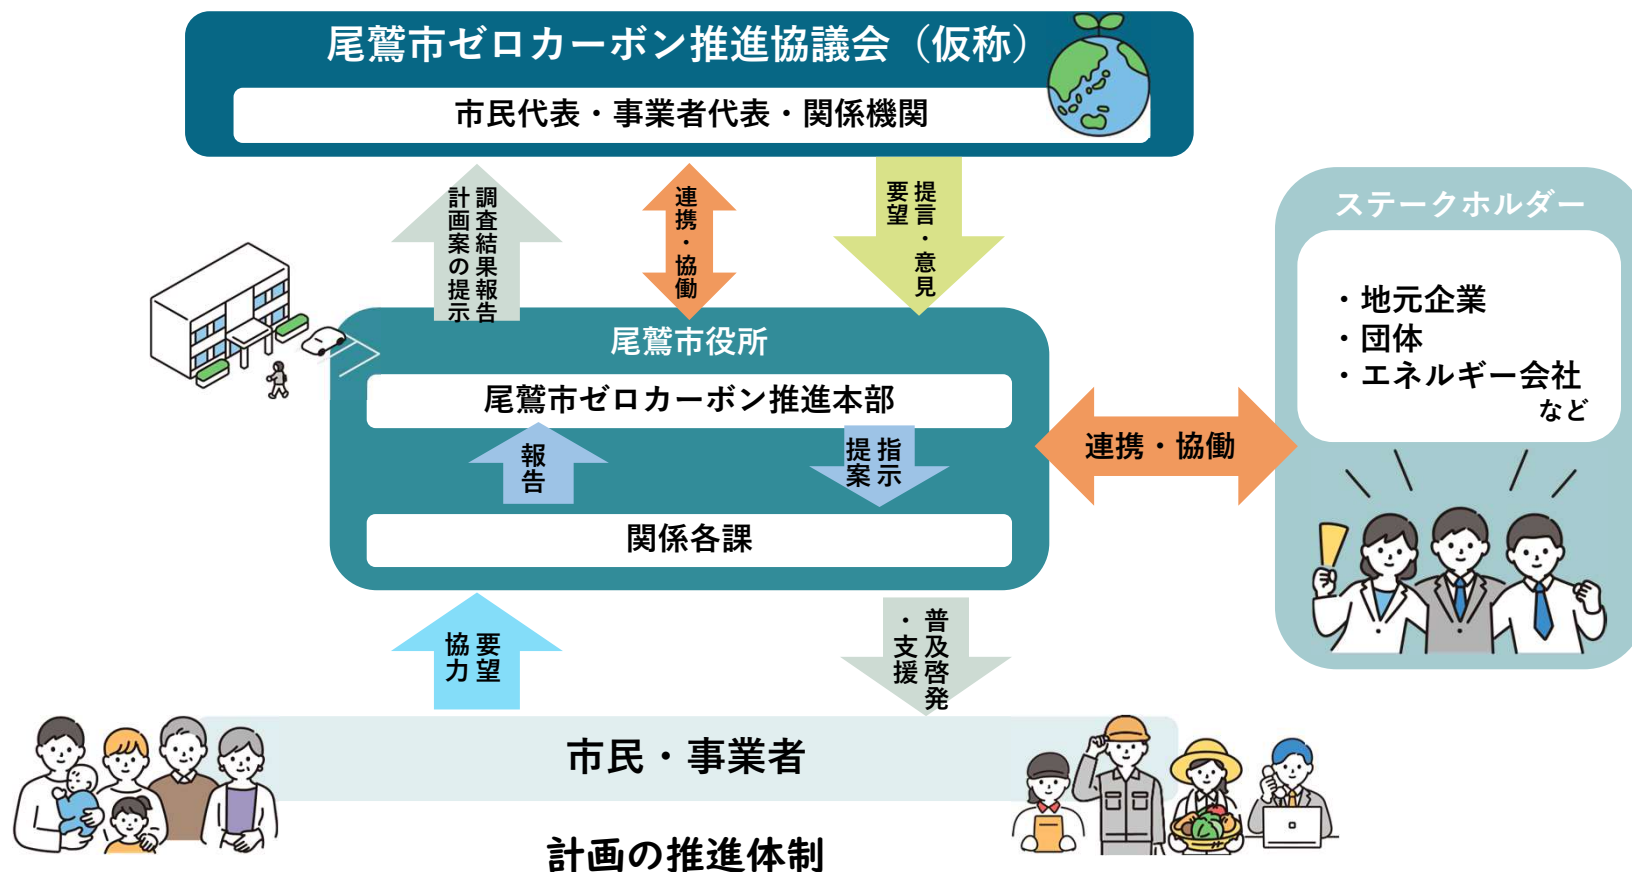 尾鷲市ゼロカーボン推進協議会（仮称）
市民代表・事業者代表・関係機関
調査結果報告
計画案の提示
連携・協働
提言・意見
要望
ステークホルダー
・地元企業
・団体
・エネルギー会社
など
尾鷲市役所
尾鷲市ゼロカーボン推進本部
報告
指示
提案
連携・協働
関係各課
要望
協力
普及啓発
・支援
市民・事業者
計画の推進体制